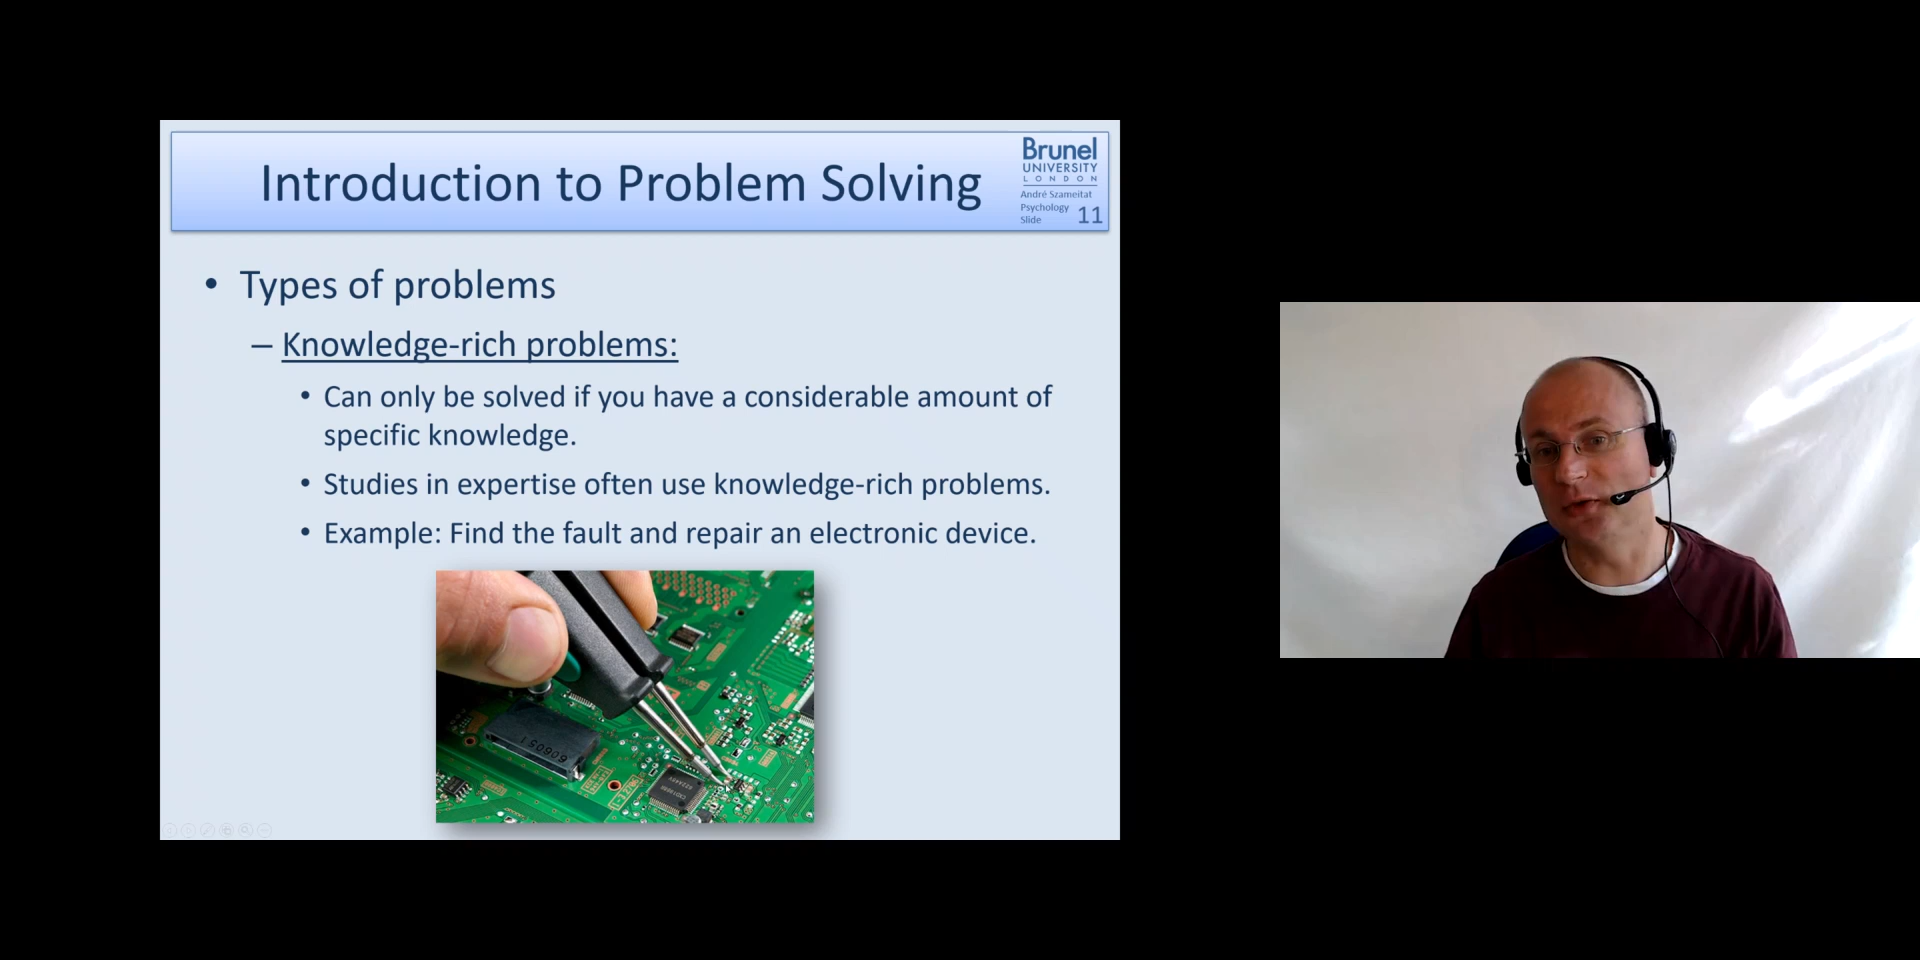 Introduction to Problem Solving
Brunel
UNIVERSITY
LONDON
André Szameitat
Psychology
Slide 11
• Types of problems
– Knowledge-rich problems:
• Can only be solved if you have a considerable amount of
specific knowledge.
• Studies in expertise often use knowledge-rich problems.
• Example: Find the fault and repair an electronic device.
606051